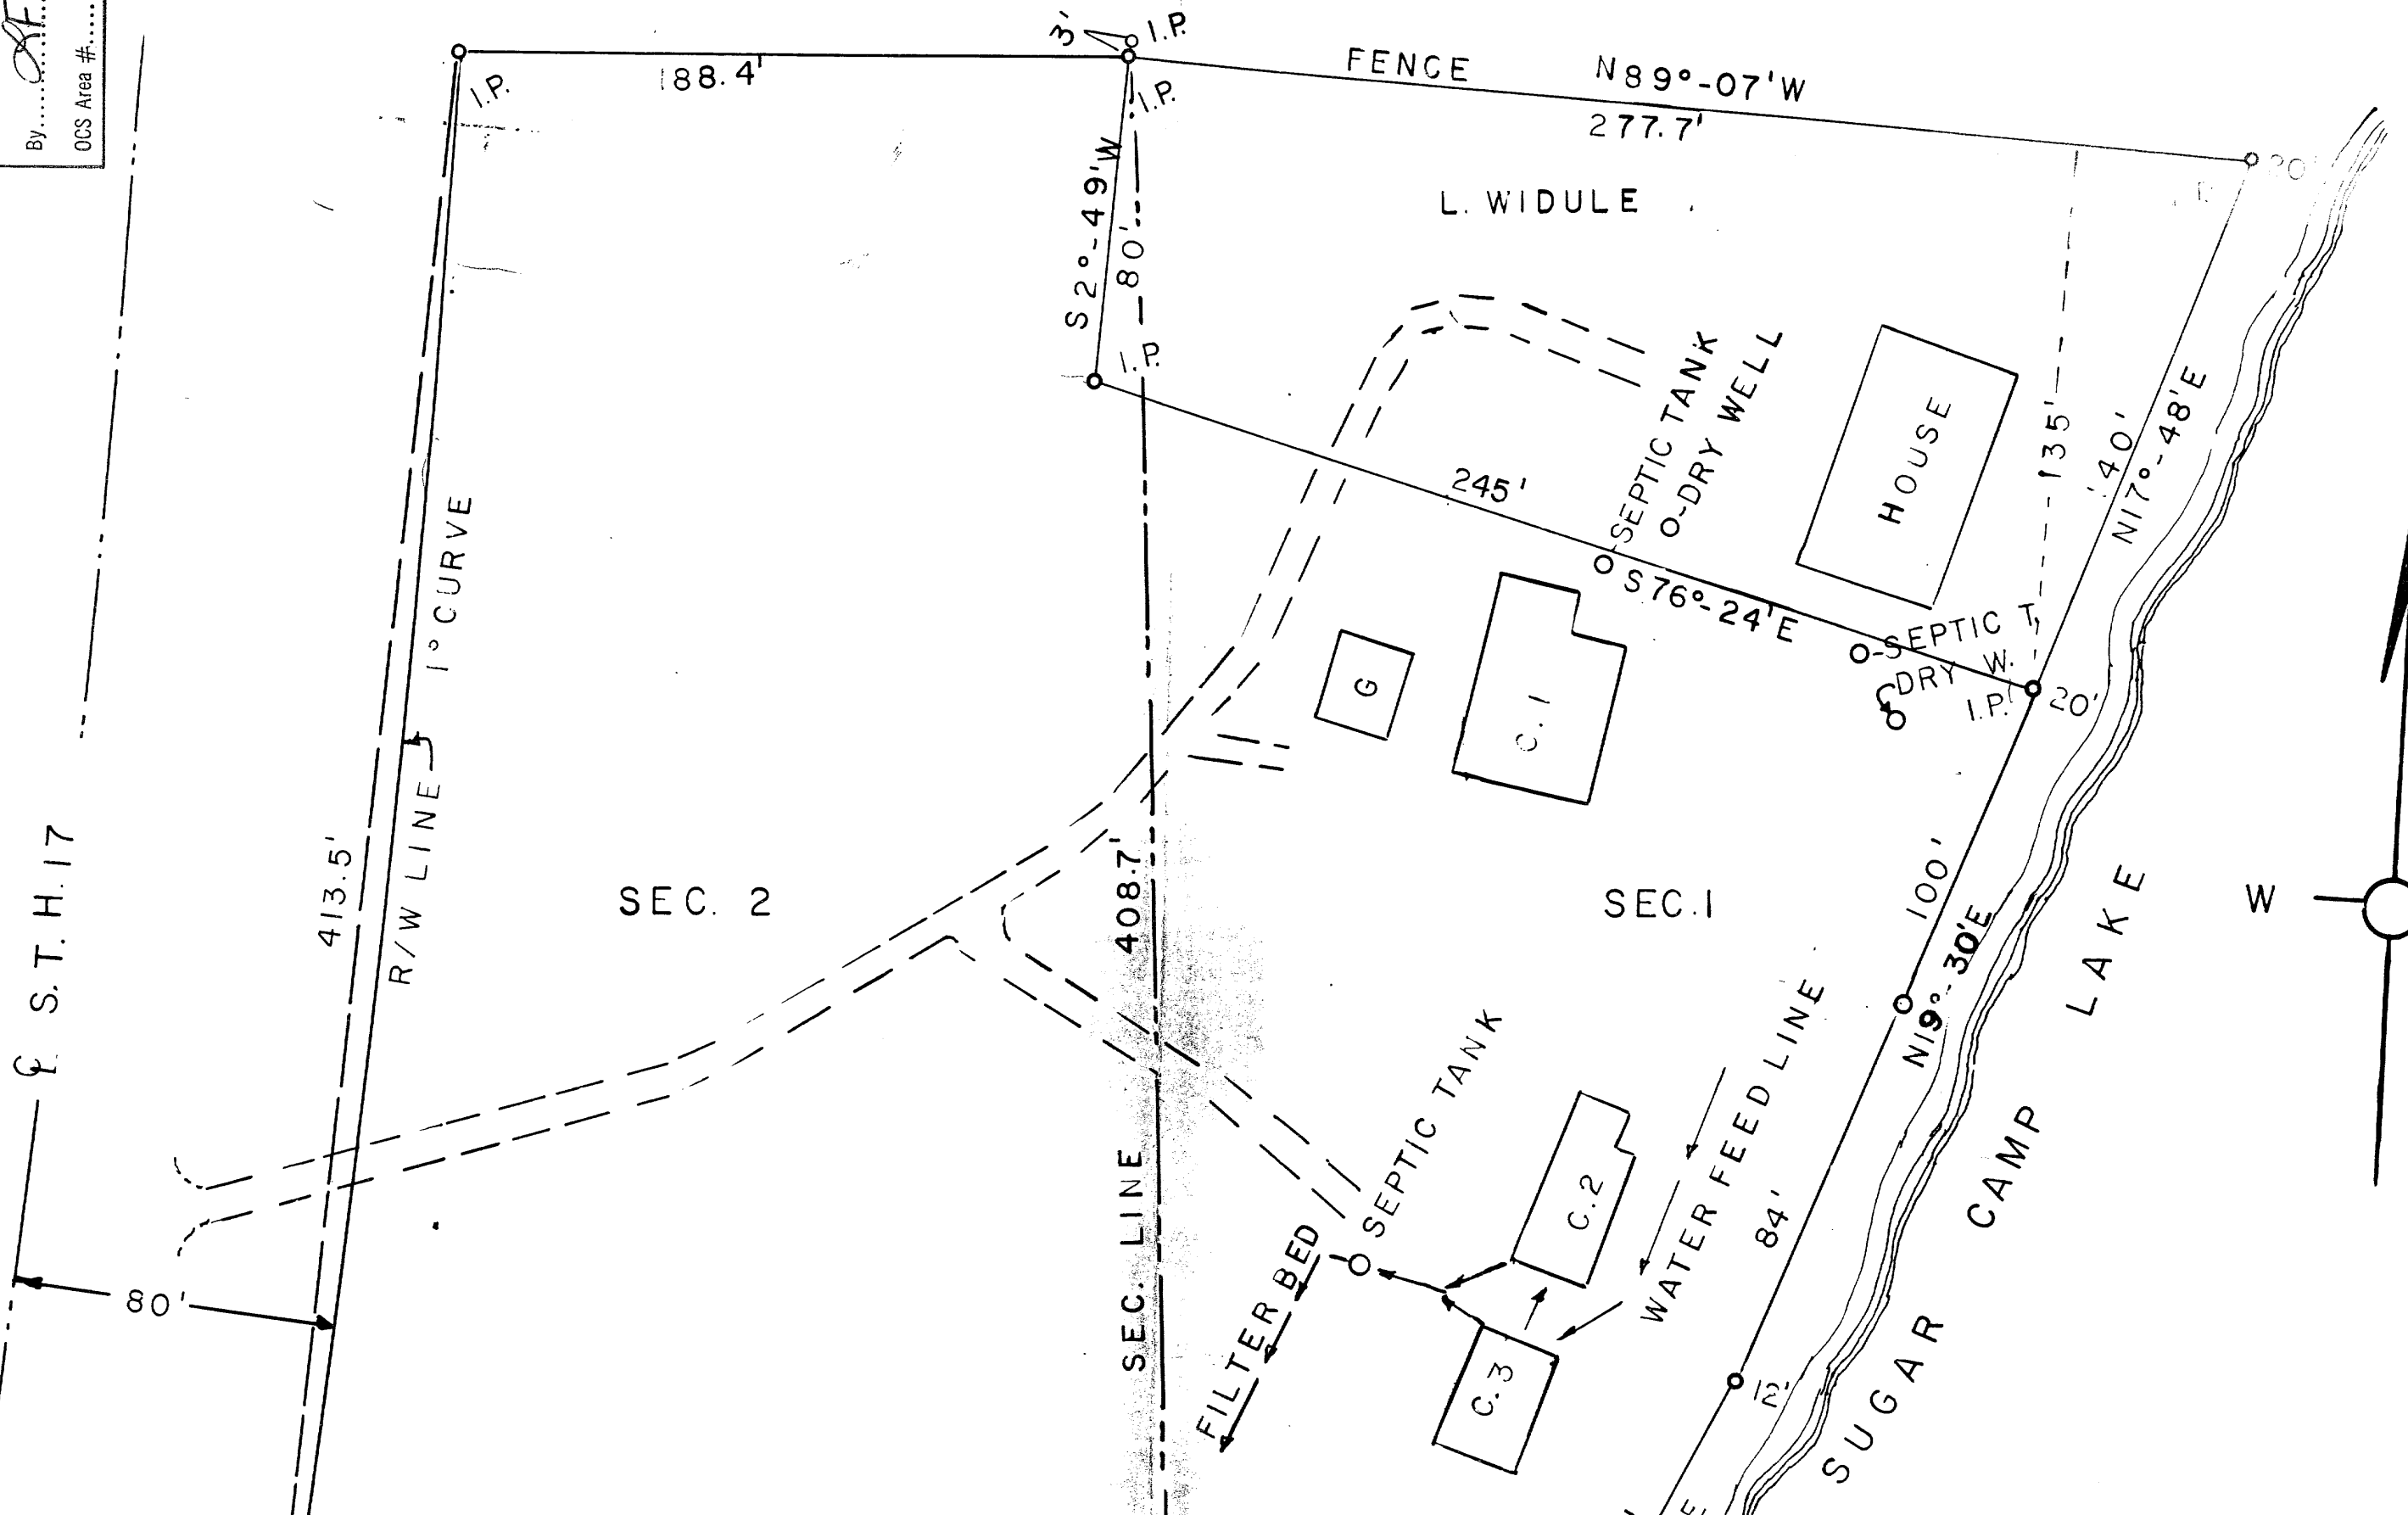 By
OCS Area #
3'
I.P.
I.P.
188.4'
I.P.
FENCE
N89°-07'W
277.7'
20'
L. WIDULE
S2°-49'W
80'
I.P.
SEPTIC TANK
O-DRY WELL
HOUSE
135'
N17°-48'E
245'
S76°-24'E
SEPTIC T.
DRY W.
I.P.
20'
1° CURVE
R/W LINE
413.5'
℄ S.T.H.17
80'
G
C.1
SEC. 2
408.7'
SEC. LINE
SEC.1
100'
N19°-30'E
SEPTIC TANK
FILTER BED
C.2
C.3
WATER FEED LINE
84'
12'
SUGAR CAMP LAKE
W